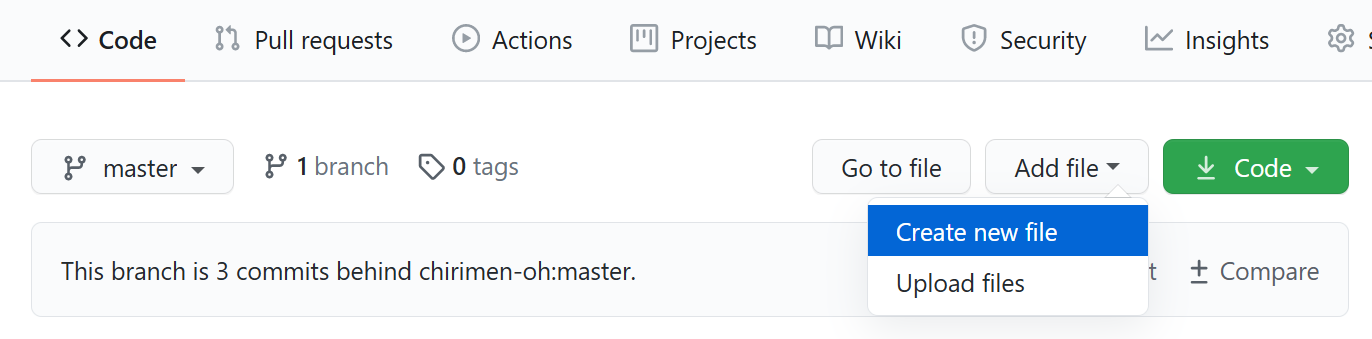 Code Pull requests Actions Projects Wiki Security Insights
master 1 branch 0 tags Go to file Add file Code
Create new file
This branch is 3 commits behind chirimen-oh:master. Compare
Upload files